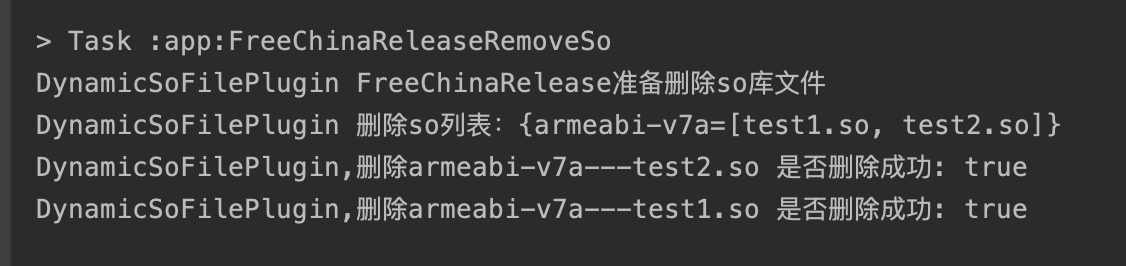 > Task :app:FreeChinaReleaseRemoveSo
DynamicSoFilePlugin FreeChinaRelease准备删除so库文件
DynamicSoFilePlugin 删除so列表：{armeabi-v7a=[test1.so, test2.so]}
DynamicSoFilePlugin,删除armeabi-v7a---test2.so 是否删除成功: true
DynamicSoFilePlugin,删除armeabi-v7a---test1.so 是否删除成功: true